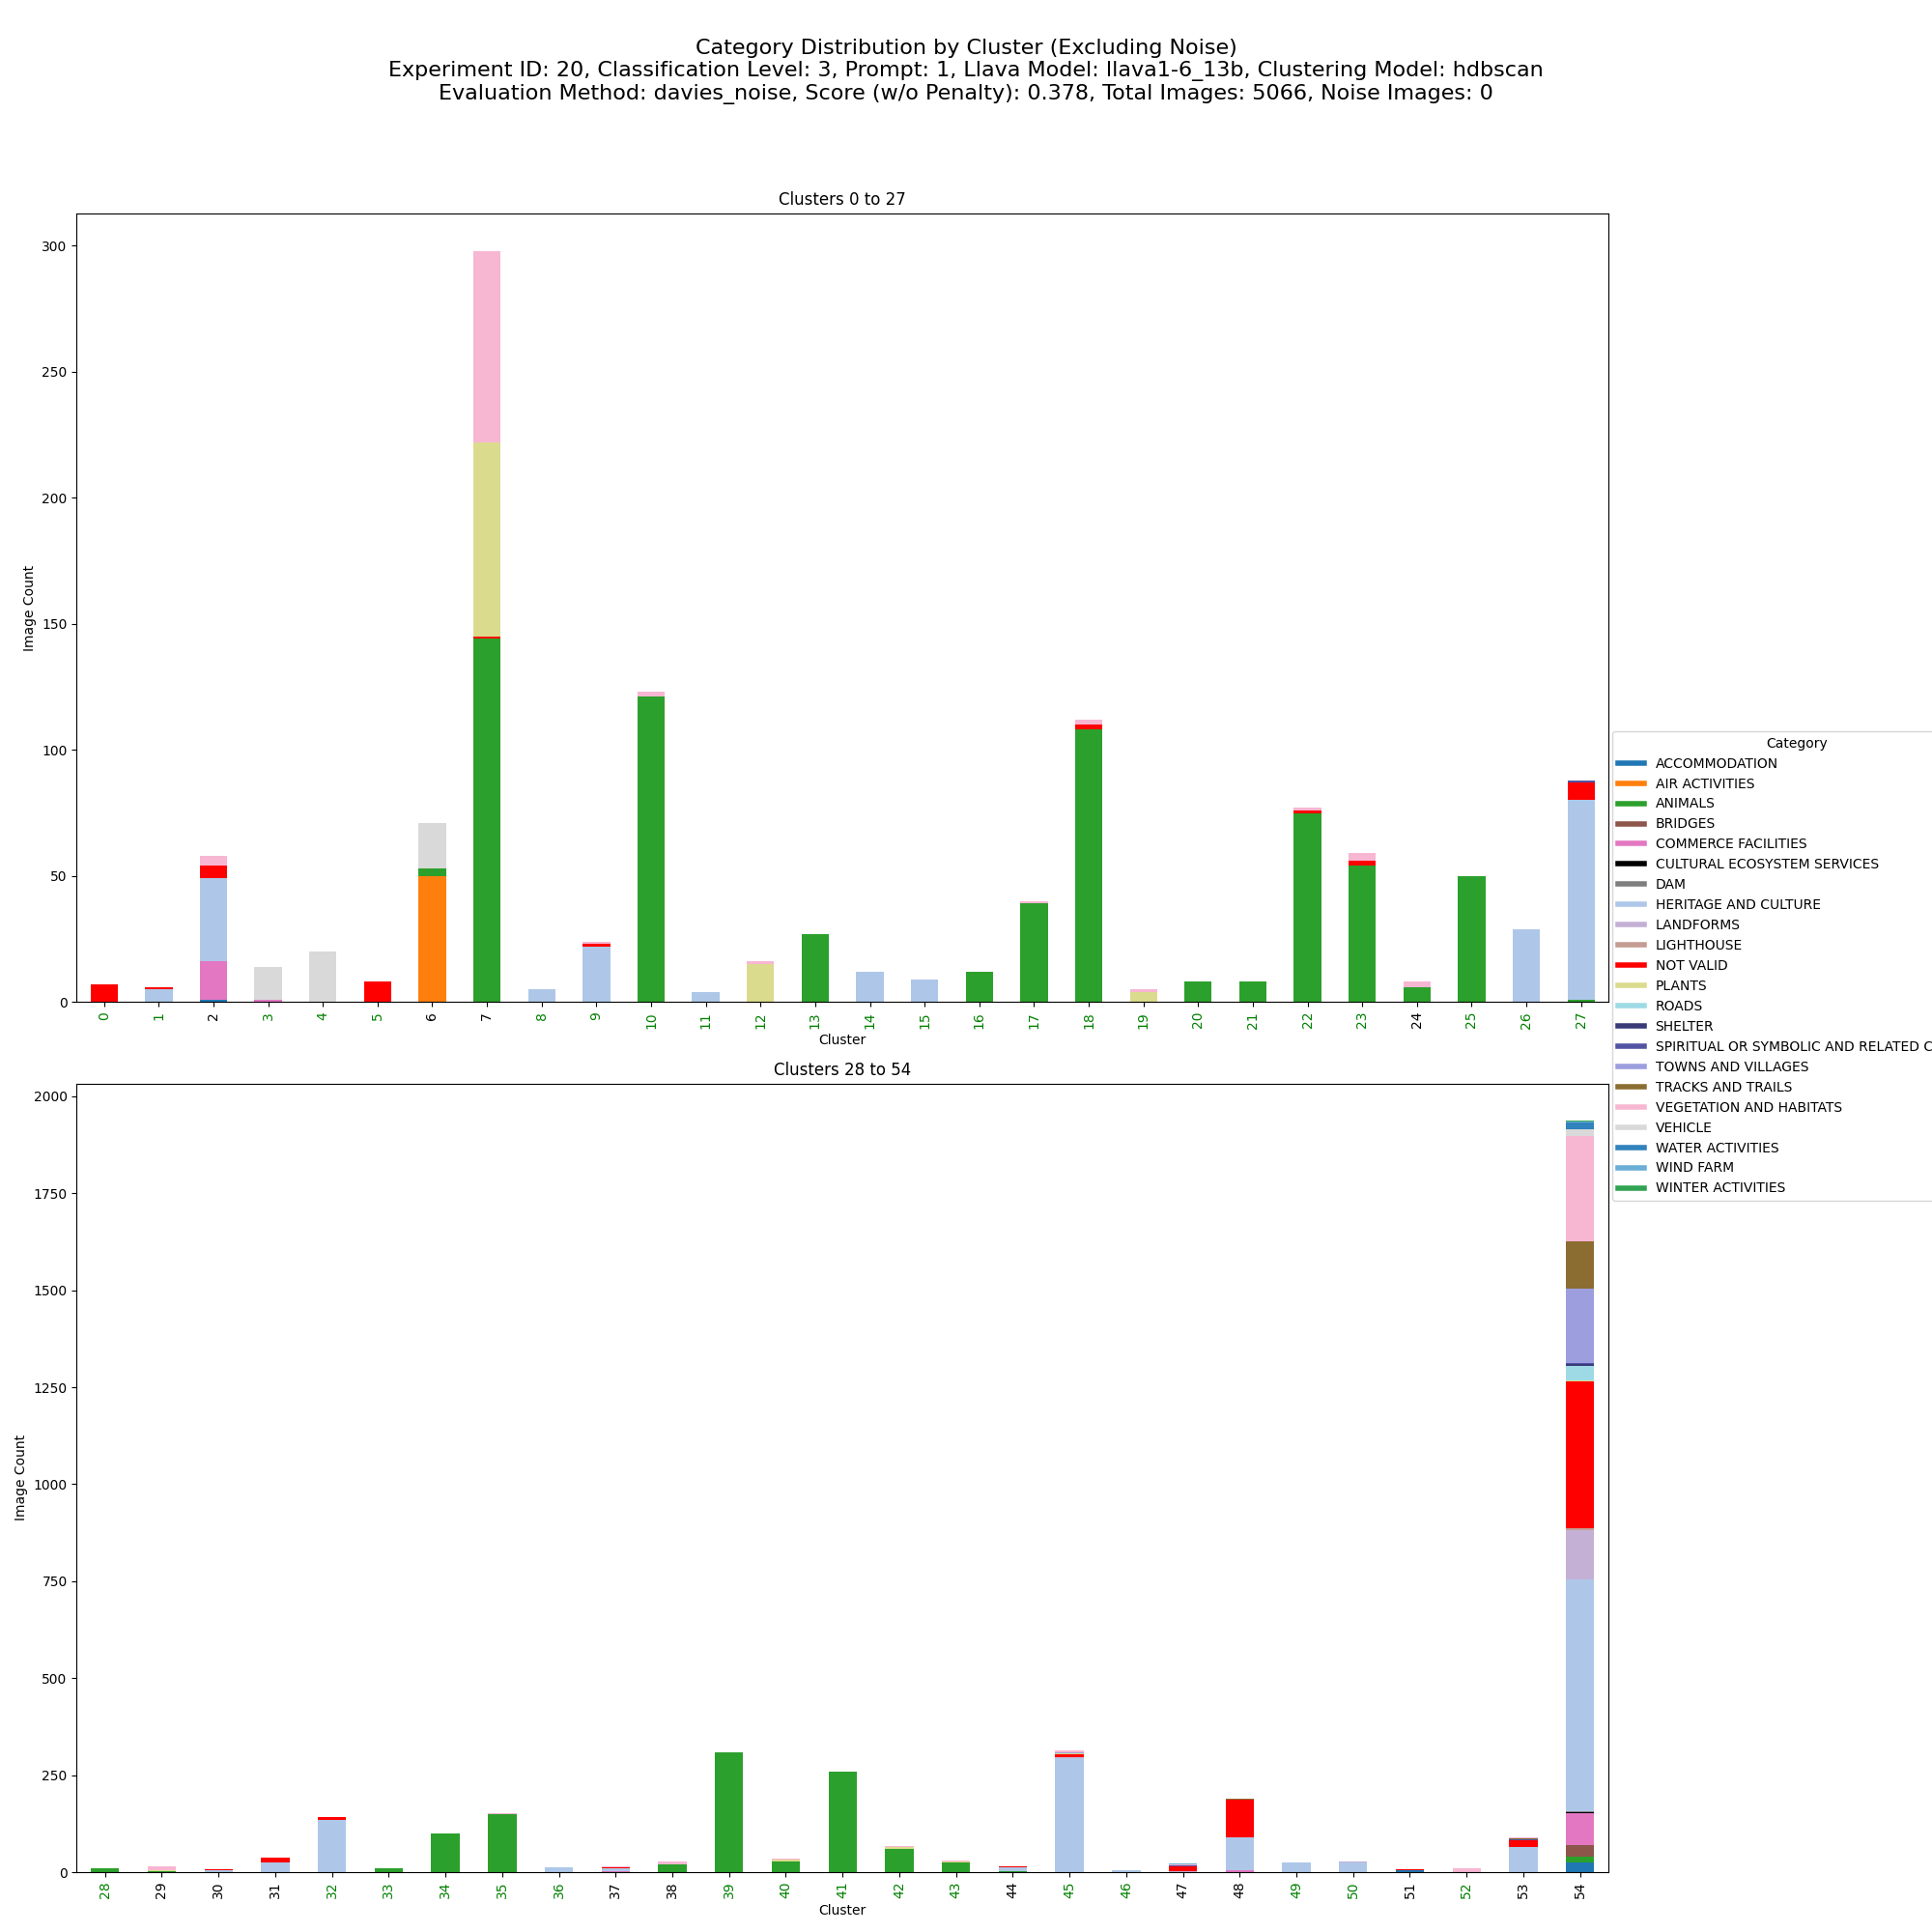 Category Distribution by Cluster (Excluding Noise)
Experiment ID: 20, Classification Level: 3, Prompt: 1, Llava Model: llava1-6_13b, Clustering Model: hdbscan
Evaluation Method: davies_noise, Score (w/o Penalty): 0.378, Total Images: 5066, Noise Images: 0
Clusters 0 to 27
300
250
200
150
100
50
0
Image Count
0 1 2 3 4 5 6 7 8 9 10 11 12 13 14 15 16 17 18 19 20 21 22 23 24 25 26 27
Cluster
Category
ACCOMMODATION
AIR ACTIVITIES
ANIMALS
BRIDGES
COMMERCE FACILITIES
CULTURAL ECOSYSTEM SERVICES
DAM
HERITAGE AND CULTURE
LANDFORMS
LIGHTHOUSE
NOT VALID
PLANTS
ROADS
SHELTER
SPIRITUAL OR SYMBOLIC AND RELATED C
TOWNS AND VILLAGES
TRACKS AND TRAILS
VEGETATION AND HABITATS
VEHICLE
WATER ACTIVITIES
WIND FARM
WINTER ACTIVITIES
Clusters 28 to 54
2000
1750
1500
1250
1000
750
500
250
0
Image Count
28 29 30 31 32 33 34 35 36 37 38 39 40 41 42 43 44 45 46 47 48 49 50 51 52 53 54
Cluster